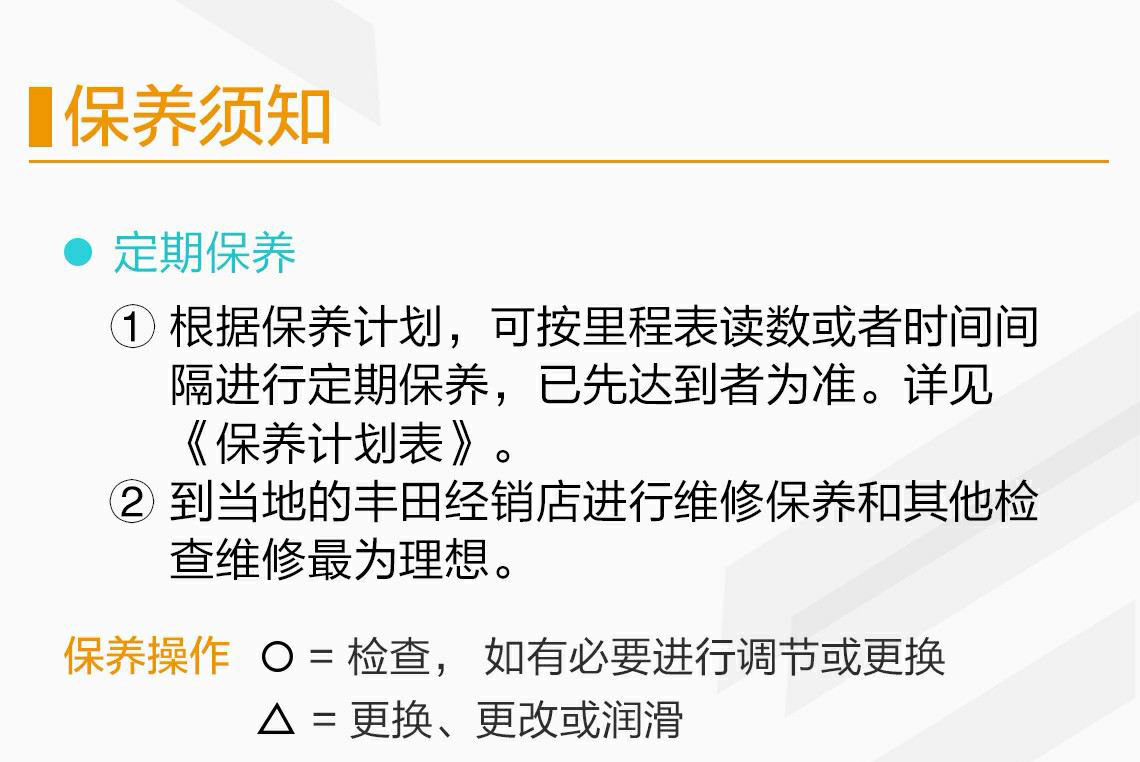 保养须知
● 定期保养
① 根据保养计划，可按里程表读数或者时间间
隔进行定期保养，已先达到者为准。详见
《保养计划表》。
② 到当地的丰田经销店进行维修保养和其他检
查维修最为理想。
保养操作 ○ = 检查， 如有必要进行调节或更换
△ = 更换、更改或润滑